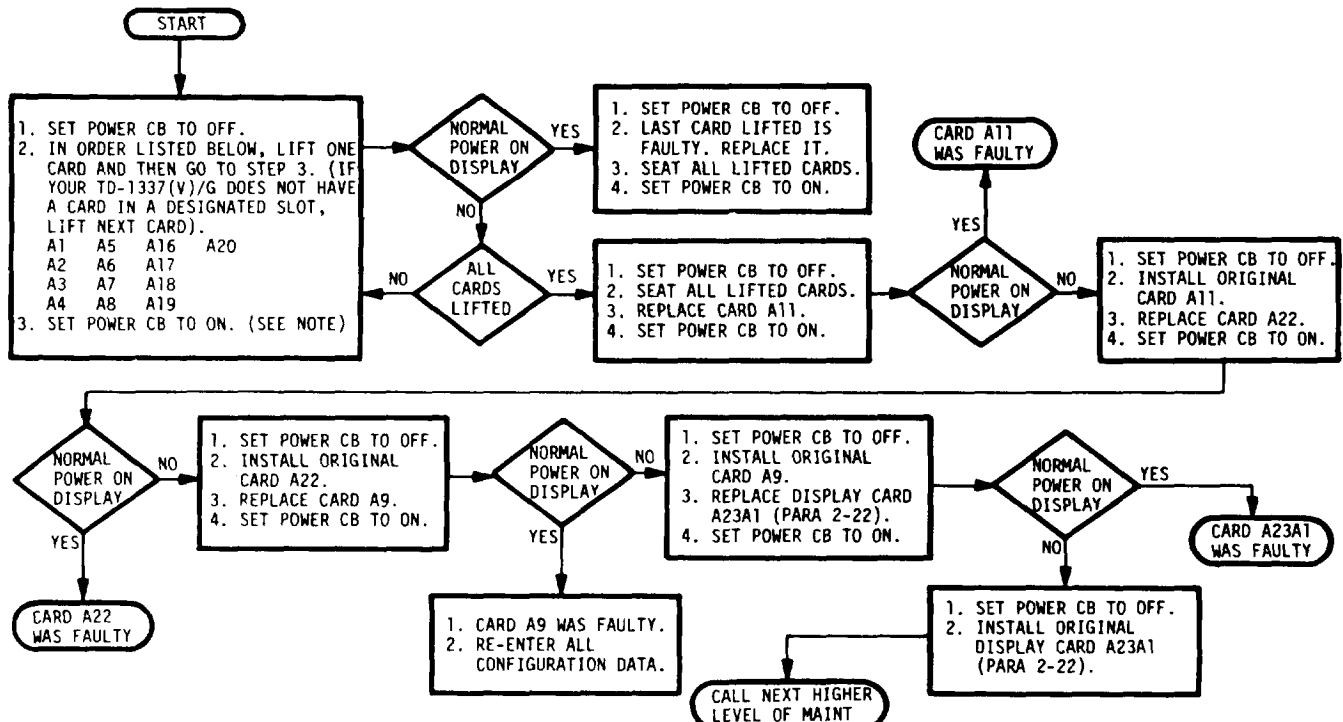 START
1. SET POWER CB TO OFF.
2. IN ORDER LISTED BELOW, LIFT ONE
CARD AND THEN GO TO STEP 3. (IF
YOUR TD-1337(V)/G DOES NOT HAVE
A CARD IN A DESIGNATED SLOT,
LIFT NEXT CARD).
A1 A5 A16 A20
A2 A6 A17
A3 A7 A18
A4 A8 A19
3. SET POWER CB TO ON. (SEE NOTE)
NORMAL
POWER ON
DISPLAY
YES
NO
1. SET POWER CB TO OFF.
2. LAST CARD LIFTED IS
FAULTY. REPLACE IT.
3. SEAT ALL LIFTED CARDS.
4. SET POWER CB TO ON.
ALL
CARDS
LIFTED
NO
YES
1. SET POWER CB TO OFF.
2. SEAT ALL LIFTED CARDS.
3. REPLACE CARD A11.
4. SET POWER CB TO ON.
CARD A11
WAS FAULTY
YES
NORMAL
POWER ON
DISPLAY
NO
1. SET POWER CB TO OFF.
2. INSTALL ORIGINAL
CARD A11.
3. REPLACE CARD A22.
4. SET POWER CB TO ON.
NORMAL
POWER ON
DISPLAY
NO
YES
CARD A22
WAS FAULTY
1. SET POWER CB TO OFF.
2. INSTALL ORIGINAL
CARD A22.
3. REPLACE CARD A9.
4. SET POWER CB TO ON.
NORMAL
POWER ON
DISPLAY
NO
YES
1. CARD A9 WAS FAULTY.
2. RE-ENTER ALL
CONFIGURATION DATA.
1. SET POWER CB TO OFF.
2. INSTALL ORIGINAL
CARD A9.
3. REPLACE DISPLAY CARD
A23A1 (PARA 2-22).
4. SET POWER CB TO ON.
NORMAL
POWER ON
DISPLAY
YES
NO
CARD A23A1
WAS FAULTY
1. SET POWER CB TO OFF.
2. INSTALL ORIGINAL
DISPLAY CARD A23A1
(PARA 2-22).
CALL NEXT HIGHER
LEVEL OF MAINT